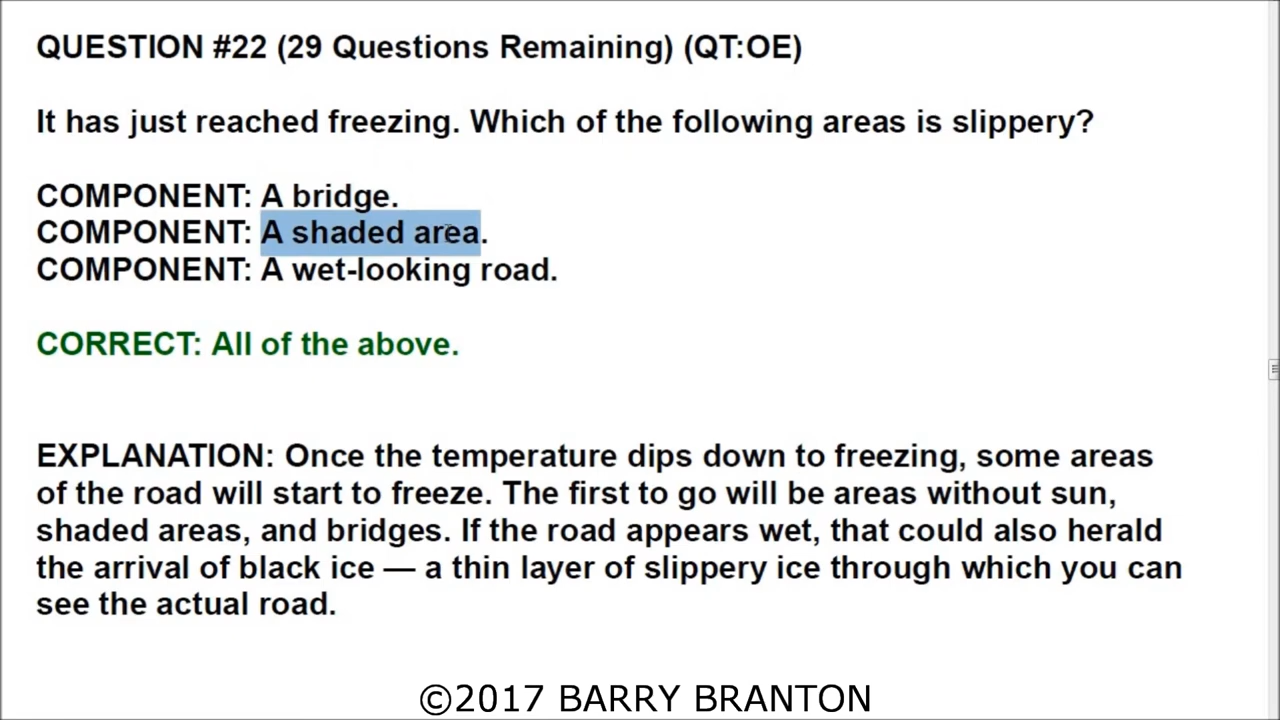 QUESTION #22 (29 Questions Remaining) (QT:OE)
It has just reached freezing. Which of the following areas is slippery?
COMPONENT: A bridge.
COMPONENT: A shaded area.
COMPONENT: A wet-looking road.
CORRECT: All of the above.
EXPLANATION: Once the temperature dips down to freezing, some areas
of the road will start to freeze. The first to go will be areas without sun,
shaded areas, and bridges. If the road appears wet, that could also herald
the arrival of black ice — a thin layer of slippery ice through which you can
see the actual road.
©2017 BARRY BRANTON